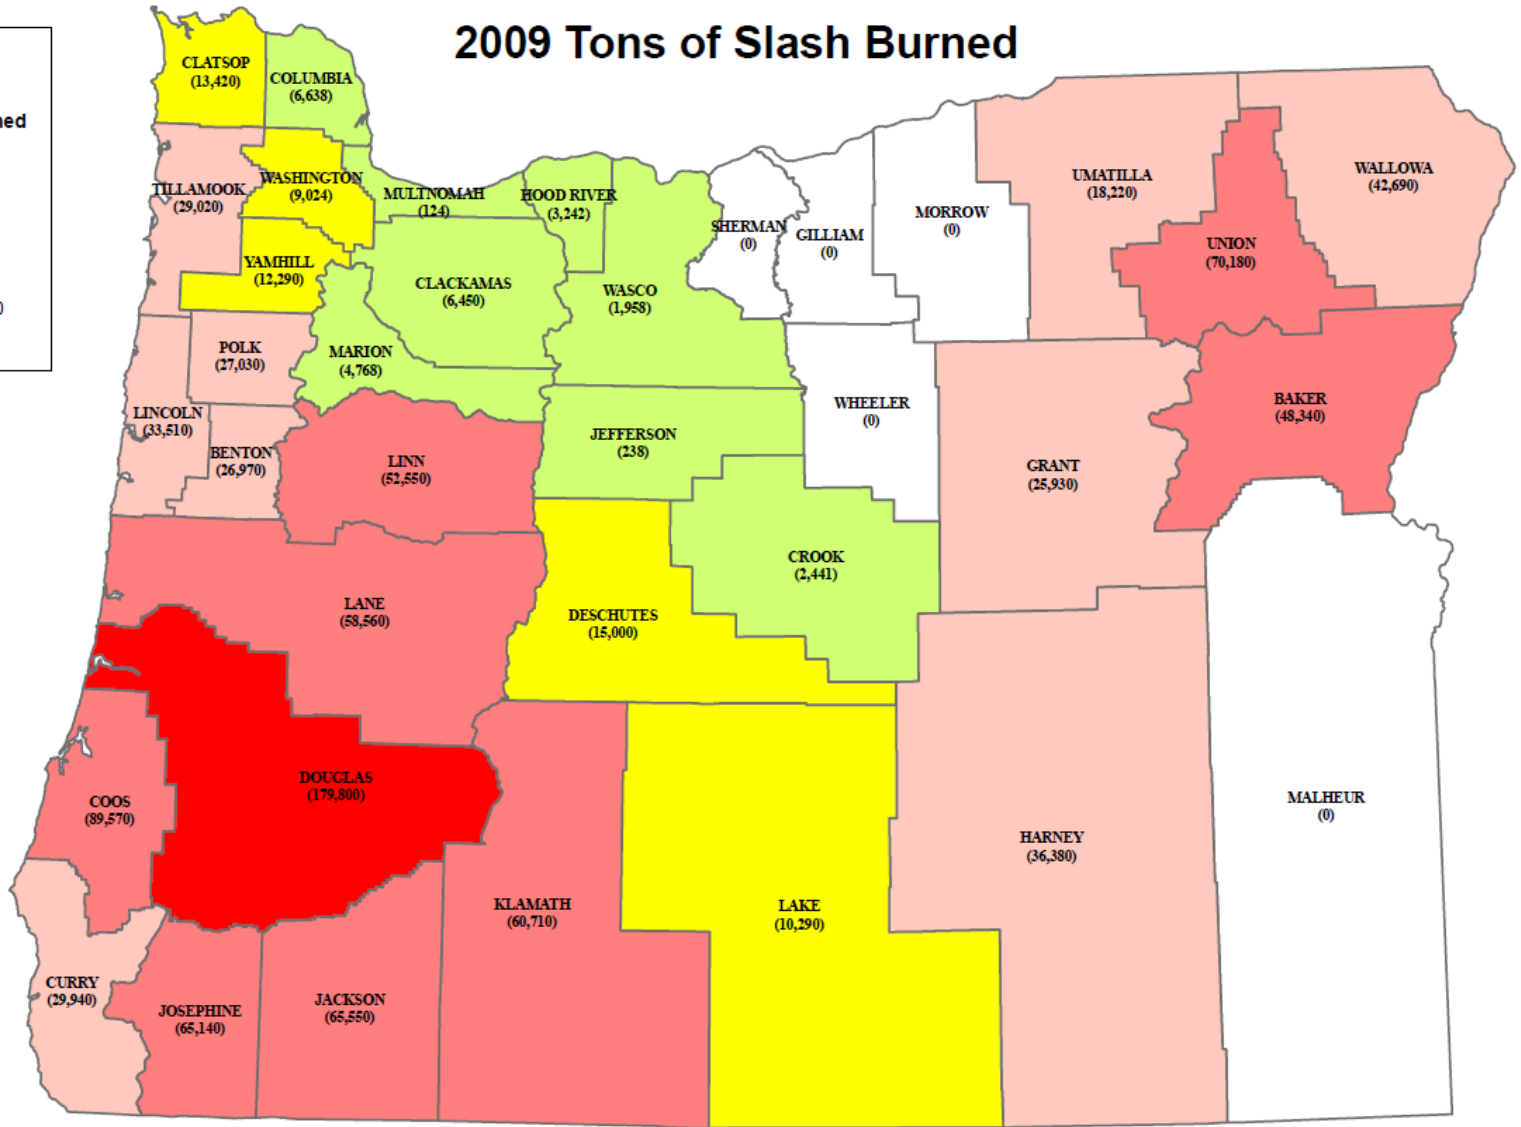 2009 Tons of Slash Burned
ned
0
CLATSOP
(13,420)
COLUMBIA
(6,638)
TILLAMOOK
(29,020)
WASHINGTON
(9,024)
MULTNOMAH
(124)
HOOD RIVER
(3,242)
YAMHILL
(12,290)
CLACKAMAS
(6,450)
WASCO
(1,958)
SHERMAN
(0)
GILLIAM
(0)
MORROW
(0)
UMATILLA
(18,220)
UNION
(70,180)
WALLOWA
(42,690)
POLK
(27,030)
MARION
(4,768)
LINCOLN
(33,510)
BENTON
(26,970)
LINN
(52,550)
JEFFERSON
(238)
WHEELER
(0)
GRANT
(25,930)
BAKER
(48,340)
CROOK
(2,441)
DESCHUTES
(15,000)
LANE
(58,560)
DOUGLAS
(179,800)
COOS
(89,570)
CURRY
(29,940)
JOSEPHINE
(65,140)
JACKSON
(65,550)
KLAMATH
(60,710)
LAKE
(10,290)
HARNEY
(36,380)
MALHEUR
(0)